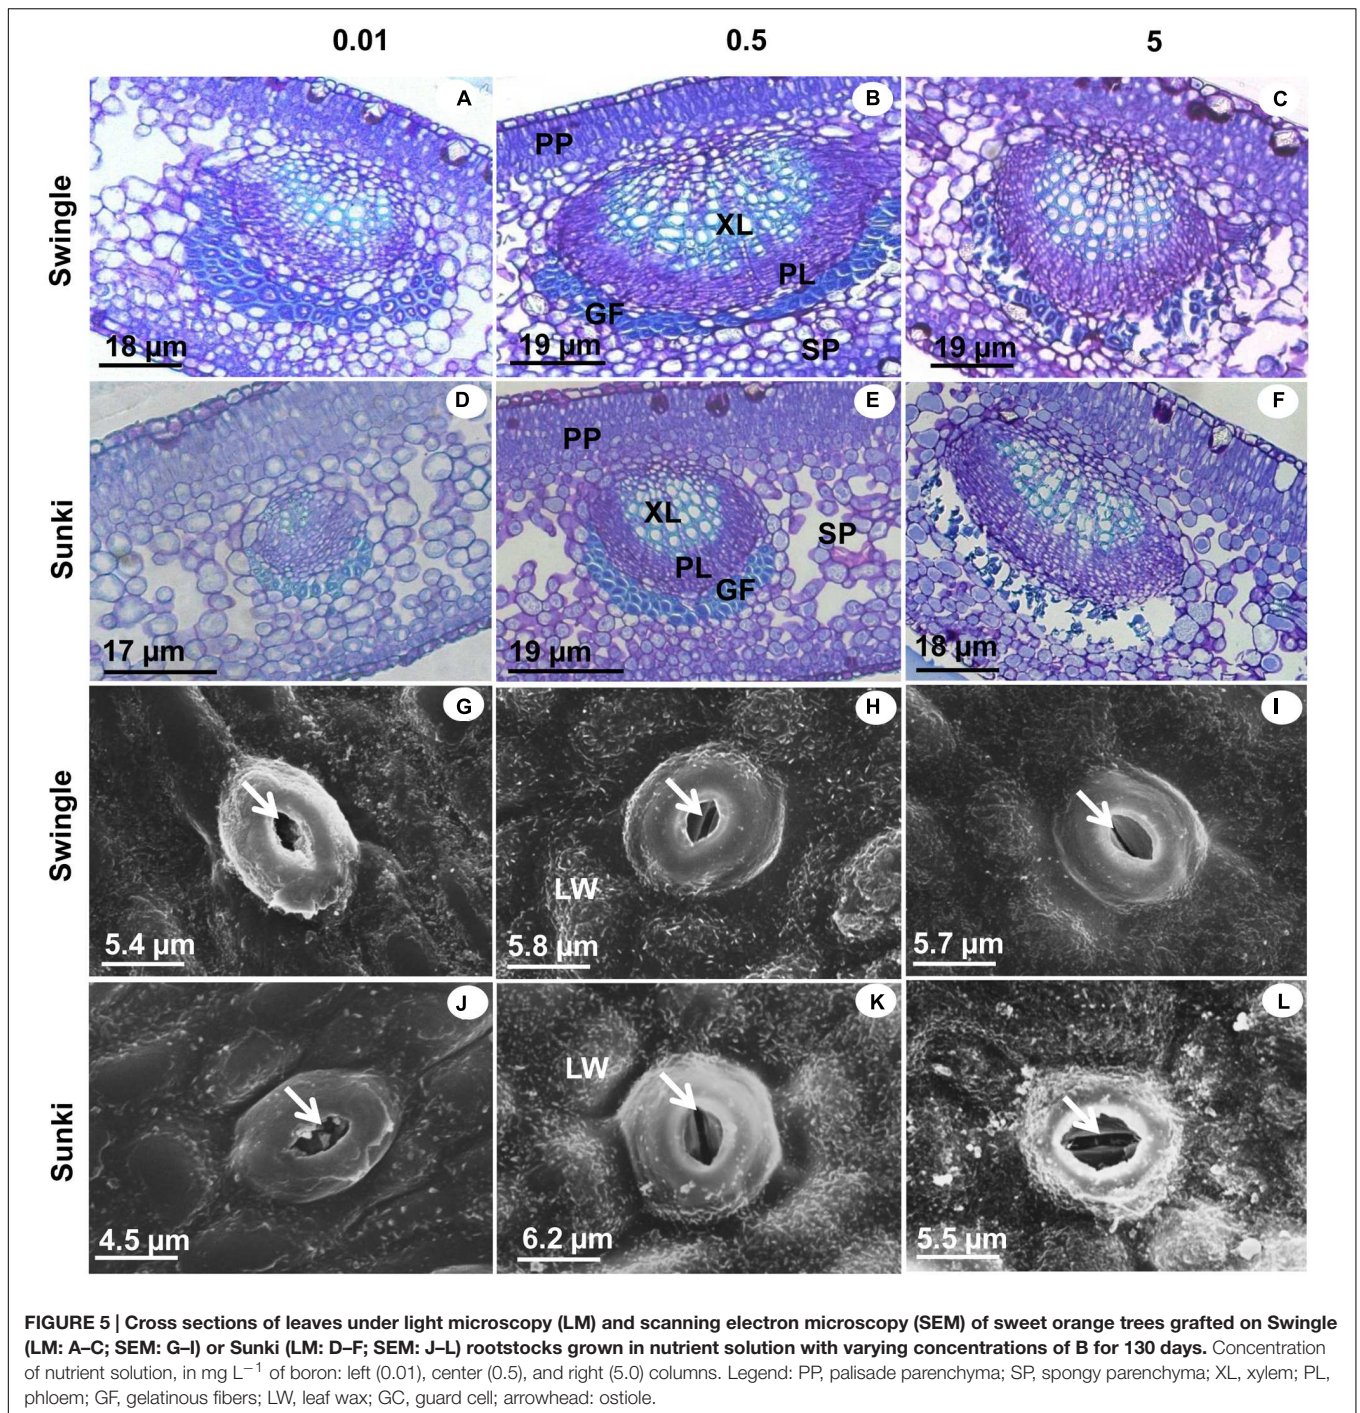 0.01 0.5 5
Swingle
A
18 µm
B
PP
XL
PL
GF
SP
19 µm
C
19 µm
Sunki
D
17 µm
E
PP
XL
PL
GF
SP
19 µm
F
18 µm
Swingle
G
5.4 µm
H
LW
5.8 µm
I
5.7 µm
Sunki
J
4.5 µm
K
LW
6.2 µm
L
5.5 µm
FIGURE 5 | Cross sections of leaves under light microscopy (LM) and scanning electron microscopy (SEM) of sweet orange trees grafted on Swingle
(LM: A–C; SEM: G–I) or Sunki (LM: D–F; SEM: J–L) rootstocks grown in nutrient solution with varying concentrations of B for 130 days. Concentration
of nutrient solution, in mg L⁻¹ of boron: left (0.01), center (0.5), and right (5.0) columns. Legend: PP, palisade parenchyma; SP, spongy parenchyma; XL, xylem; PL,
phloem; GF, gelatinous fibers; LW, leaf wax; GC, guard cell; arrowhead: ostiole.